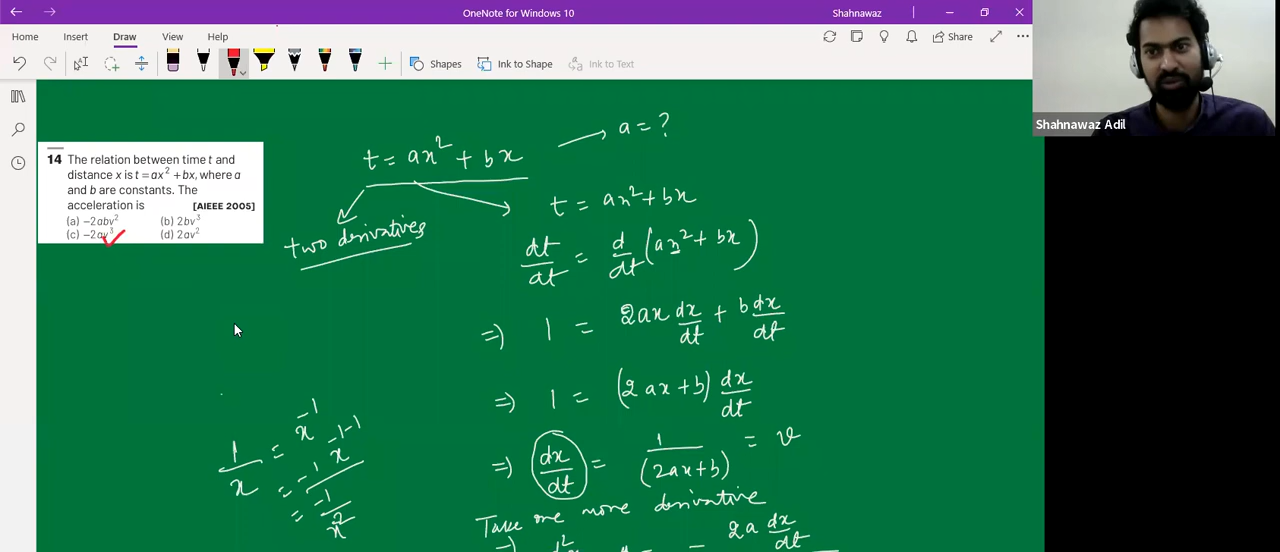 OneNote for Windows 10
Shahnawaz
Home Insert Draw View Help
Share
Shapes
Ink to Shape
Ink to Text
Shahnawaz Adil
14 The relation between time t and
distance x is t = ax² + bx, where a
and b are constants. The
acceleration is [AIEEE 2005]
(a) −2abv² (b) 2bv³
(c) −2av³ (d) 2av²
t = ax² + bx
a = ?
two derivatives
t = ax² + bx
dt/dt = d/dt (ax² + bx)
⇒ 1 = 2ax dx/dt + b dx/dt
⇒ 1 = (2ax + b) dx/dt
⇒ dx/dt = 1/(2ax + b) = v
Take one more derivative
2a dx/dt
1/x = x⁻¹
= -1 x⁻¹⁻¹
= -1/x²